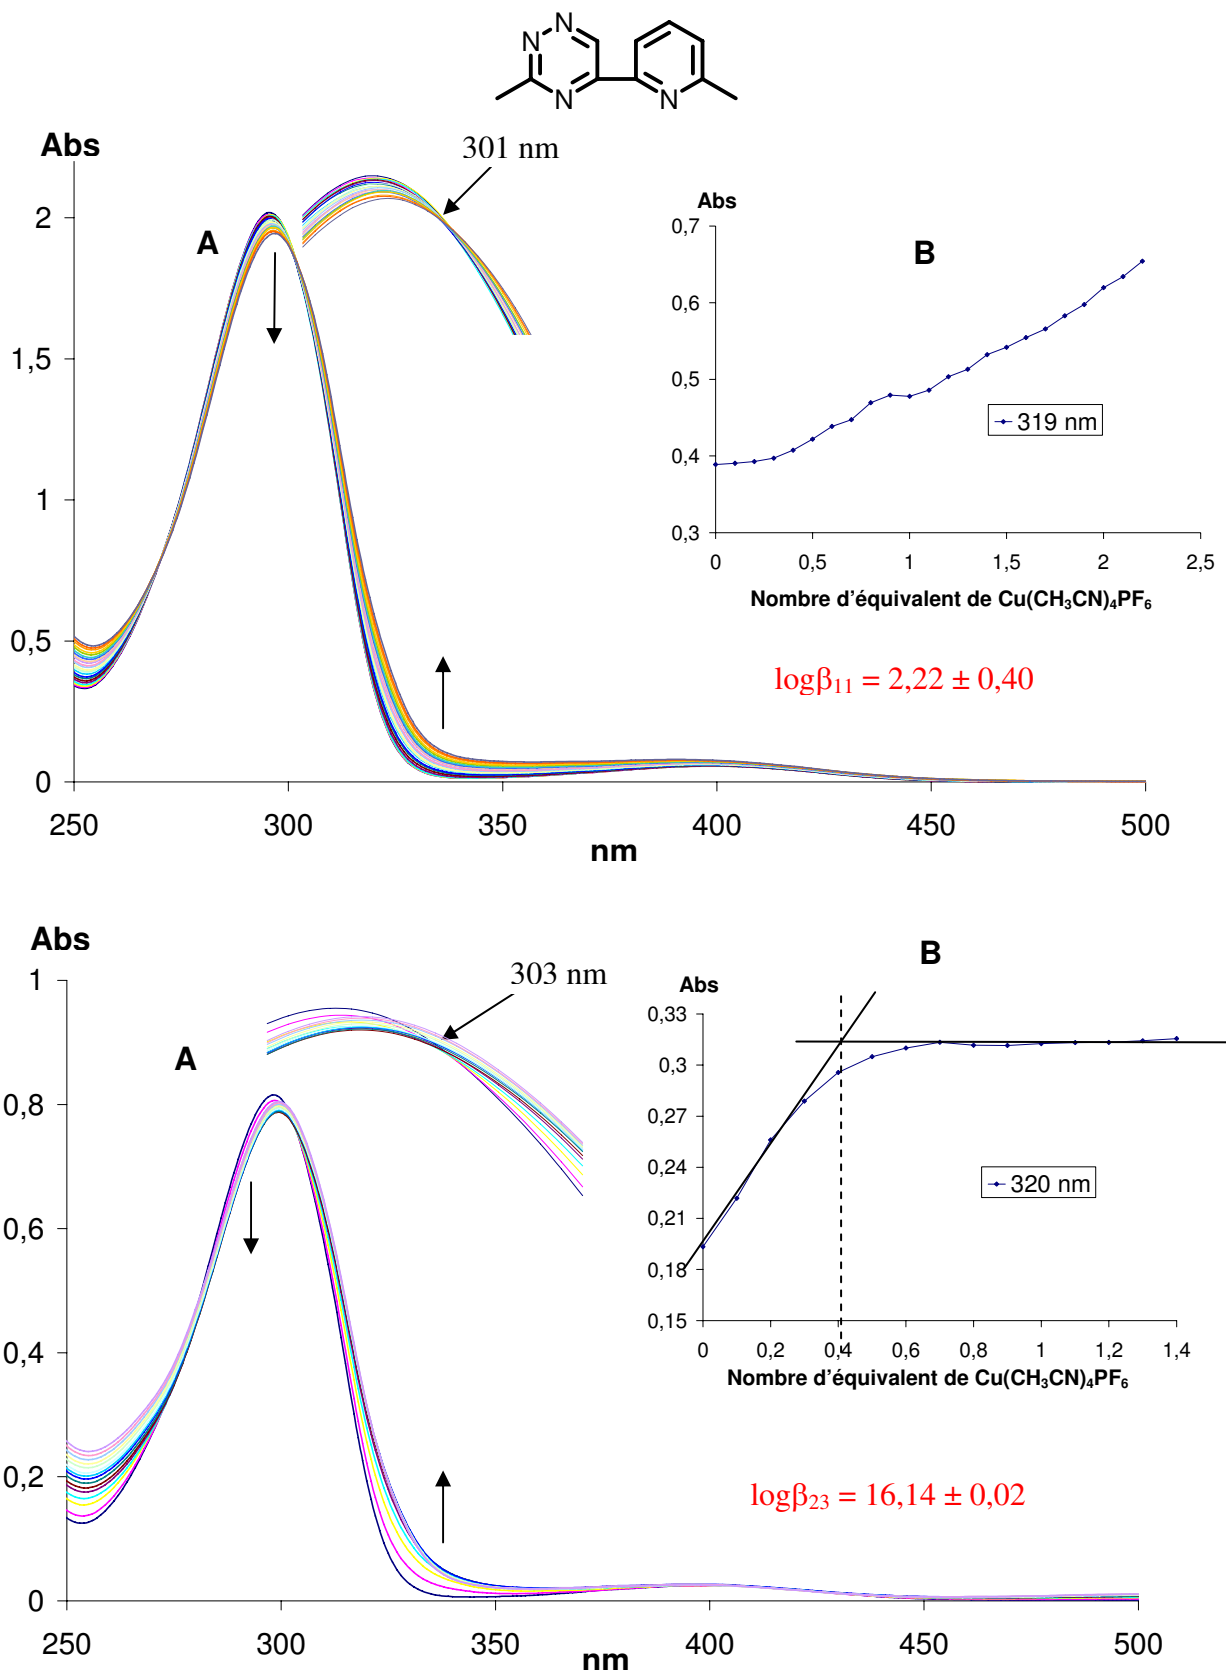 N
N
N
N
Abs
301 nm
A
2
1,5
1
0,5
0
250
300
350
400
450
500
nm
Abs
B
0,7
0,6
0,5
0,4
0,3
319 nm
0
0,5
1
1,5
2
2,5
Nombre d'équivalent de Cu(CH₃CN)₄PF₆
logβ₁₁ = 2,22 ± 0,40
Abs
303 nm
A
1
0,8
0,6
0,4
0,2
0
250
300
350
400
450
500
nm
B
Abs
0,33
0,3
0,27
0,24
0,21
0,18
0,15
320 nm
0
0,2
0,4
0,6
0,8
1
1,2
1,4
Nombre d'équivalent de Cu(CH₃CN)₄PF₆
logβ₂₃ = 16,14 ± 0,02